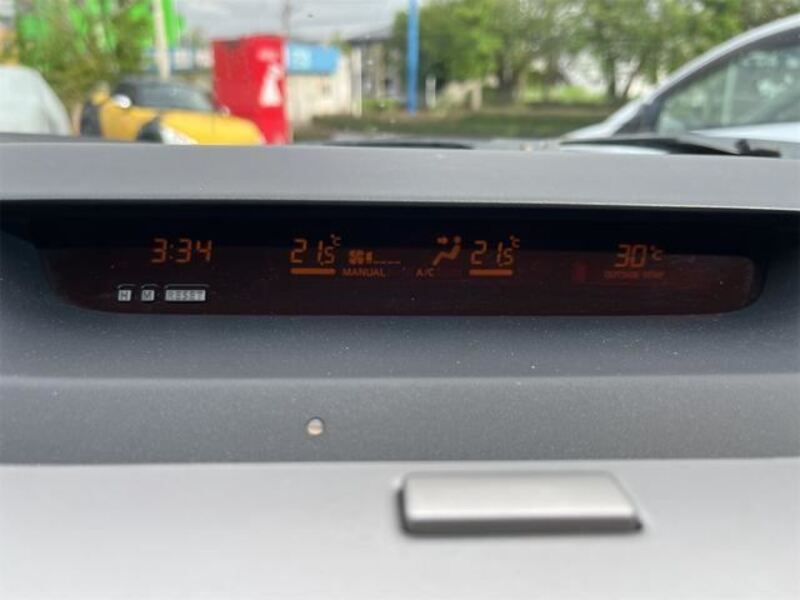 3:34 21.5°C 21.5°C 30°C
MANUAL A/C OUTSIDE TEMP
H M RESET